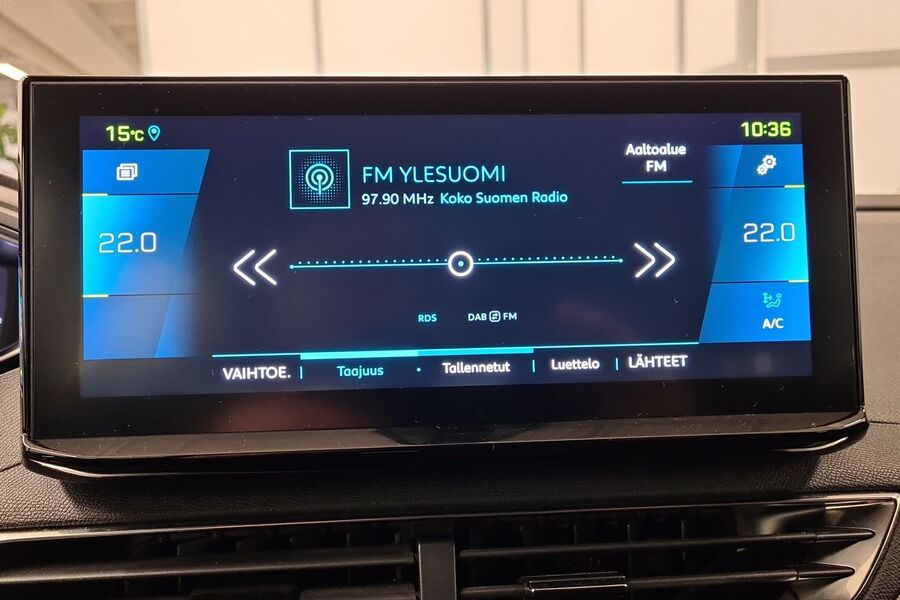 15°C
10:36
FM YLESUOMI
97.90 MHz Koko Suomen Radio
Aaltoalue
FM
22.0
22.0
RDS
DAB FM
A/C
VAIHTOE. | Taajuus • Tallennetut | Luettelo | LÄHTEET